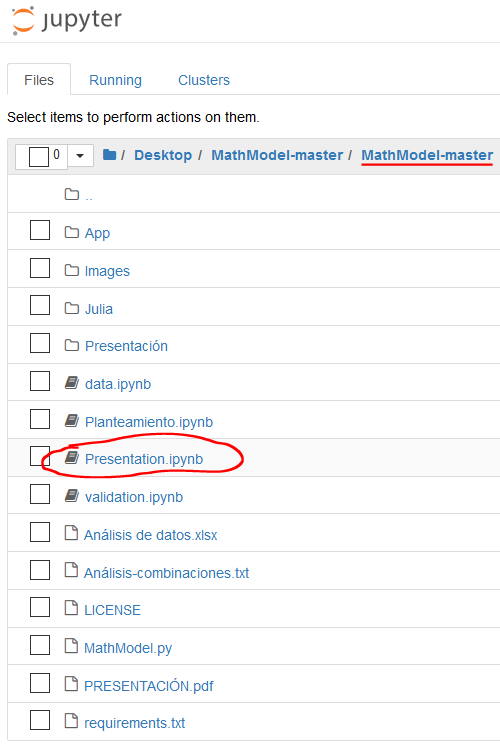 jupyter
Files Running Clusters
Select items to perform actions on them.
0 / Desktop / MathModel-master / MathModel-master
..
App
Images
Julia
Presentación
data.ipynb
Planteamiento.ipynb
Presentation.ipynb
validation.ipynb
Análisis de datos.xlsx
Análisis-combinaciones.txt
LICENSE
MathModel.py
PRESENTACIÓN.pdf
requirements.txt